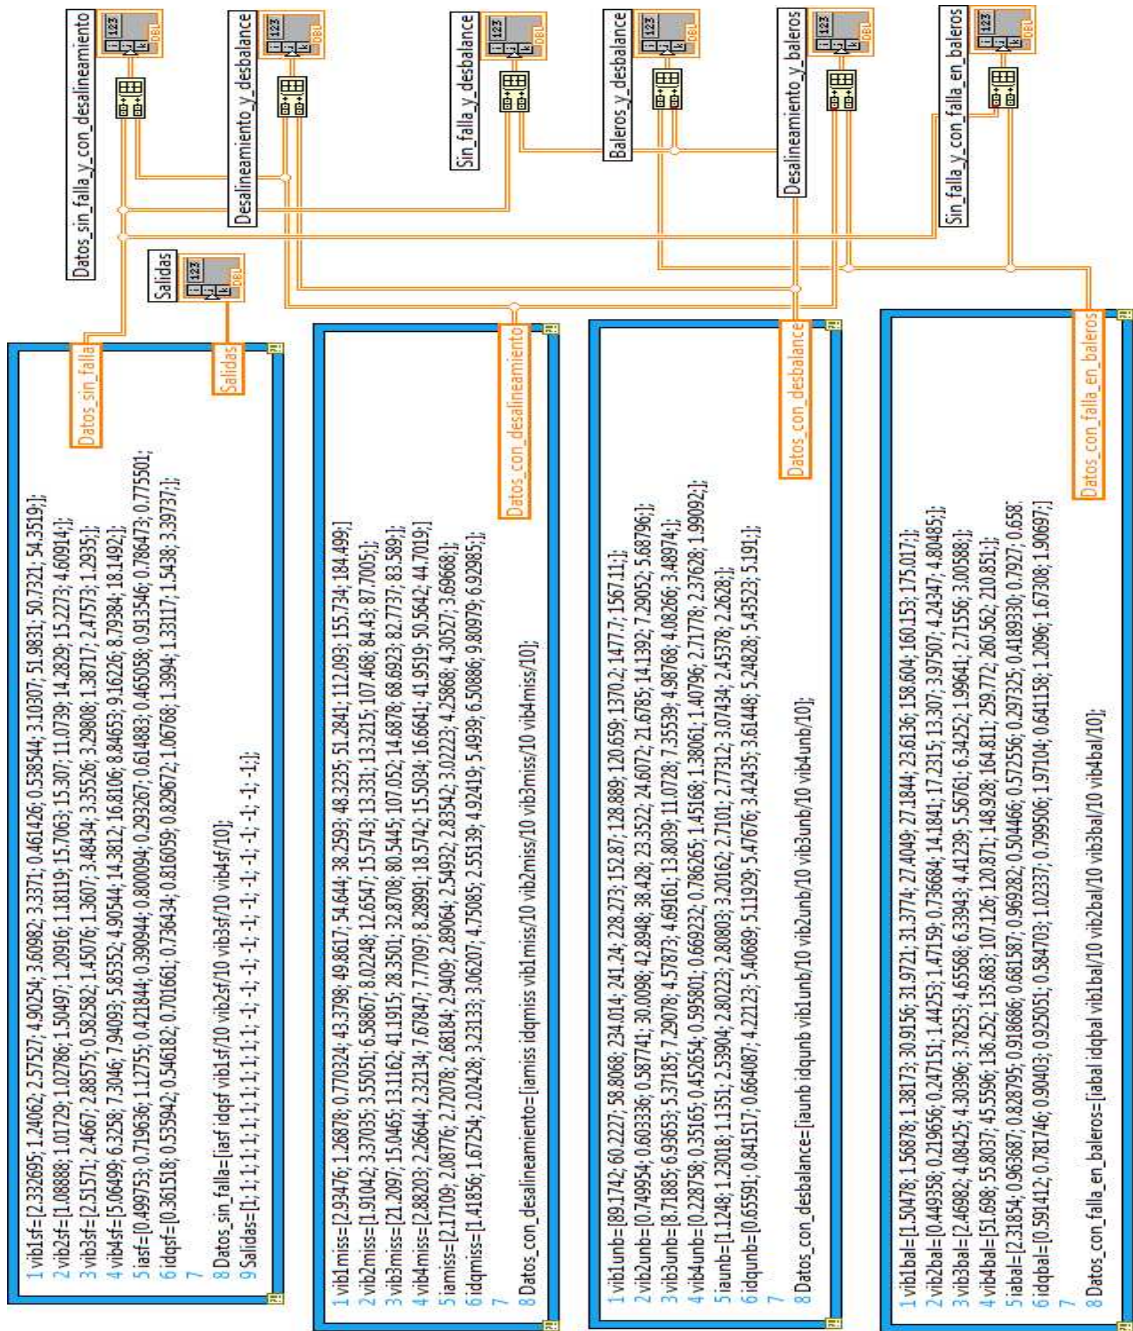 1 vib1sf=[2.332695; 1.24062; 2.57527; 4.90254; 3.60982; 3.3371; 0.461426; 0.538544; 3.10307; 51.9831; 50.7321; 54.3519;];
2 vib2sf=[1.08888; 1.01729; 1.02786; 1.50497; 1.20916; 1.18119; 15.7063; 15.307; 11.0739; 14.2829; 15.2273; 4.60914;];
3 vib3sf=[2.51571; 2.4667; 2.88575; 0.582582; 1.45076; 1.3607; 3.48434; 3.35526; 3.29808; 1.38717; 2.47573; 1.2935;];
4 vib4sf=[5.06499; 6.3258; 7.3046; 7.94093; 5.85352; 4.90544; 14.3812; 16.8106; 8.84653; 9.16226; 8.79384; 18.1492;];
5 iasf=[0.499753; 0.719636; 1.12755; 0.421844; 0.390944; 0.800094; 0.293267; 0.614883; 0.465058; 0.913546; 0.786473; 0.775501;
6 idqsf=[0.361518; 0.535942; 0.546182; 0.701661; 0.736434; 0.816059; 0.829672; 1.06768; 1.3994; 1.33117; 1.5438; 3.39737;];
7
8 Datos_sin_falla=[iasf idqsf vib1sf/10 vib2sf/10 vib3sf/10 vib4sf/10];
9 Salidas=[1; 1; 1; 1; 1; 1; 1; 1; 1; 1; 1; 1; -1; -1; -1; -1; -1; -1; -1; -1; -1; -1; -1; -1;];
Datos_sin_falla
Salidas
Salidas
Datos_sin_falla_y_con_desalineamiento
1 vib1miss=[2.93476; 1.26878; 0.770324; 43.3798; 49.8617; 54.644; 38.2593; 48.3235; 51.2841; 112.093; 155.734; 184.499;]
2 vib2miss=[1.91042; 3.37035; 3.55051; 6.58867; 8.02248; 12.6547; 15.5743; 13.331; 13.3215; 107.468; 84.43; 87.7005;];
3 vib3miss=[21.2097; 15.0465; 13.1162; 41.1915; 28.3501; 32.8708; 80.5445; 107.052; 14.6878; 68.6923; 82.7737; 83.589;];
4 vib4miss=[2.88203; 2.26644; 2.32134; 7.67847; 7.77097; 8.28991; 18.5742; 15.5034; 16.6641; 41.9519; 50.5642; 44.7019;]
5 iamiss=[2.17109; 2.08776; 2.72078; 2.68184; 2.9409; 2.89064; 2.54932; 2.83542; 3.02223; 4.25868; 4.30527; 3.69668;];
6 idqmiss=[1.41856; 1.67254; 2.02428; 3.23133; 3.06207; 4.75085; 2.55139; 4.92419; 5.4939; 6.50886; 9.80979; 6.92985;];
7
8 Datos_con_desalineamiento=[iamiss idqmiss vib1miss/10 vib2miss/10 vib3miss/10 vib4miss/10];
Datos_con_desalineamiento
Desalineamiento_y_desbalance
Sin_falla_y_desbalance
1 vib1unb=[89.1742; 60.2227; 58.8068; 234.014; 241.24; 228.273; 152.87; 128.889; 120.659; 1370.2; 1477.7; 1567.11;];
2 vib2unb=[0.74954; 0.603336; 0.587741; 30.0098; 42.8948; 38.428; 23.3522; 24.6072; 21.6785; 14.1392; 7.29052; 5.68796;];
3 vib3unb=[8.71885; 6.93653; 5.37185; 7.29078; 4.57873; 4.69161; 13.8039; 11.0728; 7.35539; 4.98768; 4.08266; 3.48974;];
4 vib4unb=[0.228758; 0.35165; 0.452654; 0.595801; 0.669232; 0.786265; 1.45168; 1.38061; 1.40796; 2.71778; 2.37628; 1.99092;];
5 iaunb=[1.1248; 1.23018; 1.1351; 2.53904; 2.80223; 2.80803; 3.20162; 2.7101; 2.77312; 3.07434; 2.45378; 2.2628;];
6 idqunb=[0.65591; 0.841517; 0.664087; 4.22123; 5.40689; 5.11929; 5.47676; 3.42435; 3.61448; 5.24828; 5.43523; 5.191;];
7
8 Datos_con_desbalance=[iaunb idqunb vib1unb/10 vib2unb/10 vib3unb/10 vib4unb/10];
Datos_con_desbalance
Baleros_y_desbalance
Desalineamiento_y_baleros
1 vib1bal=[1.50478; 1.56878; 1.38173; 30.9156; 31.9721; 31.3774; 27.4049; 27.1844; 23.6136; 158.604; 160.153; 175.017;];
2 vib2bal=[0.449358; 0.219656; 0.247151; 1.44253; 1.47159; 0.736684; 14.1841; 17.2315; 13.307; 3.97507; 4.24347; 4.80485;];
3 vib3bal=[2.46982; 4.08425; 4.30396; 3.78253; 4.65568; 6.33943; 4.41239; 5.56761; 6.34252; 1.99641; 2.71556; 3.00588;];
4 vib4bal=[51.698; 55.8037; 45.5596; 136.252; 135.683; 107.126; 120.871; 148.928; 164.811; 259.772; 260.562; 210.851;];
5 iabal=[2.31854; 0.963687; 0.828795; 0.918686; 0.681587; 0.969282; 0.504466; 0.572556; 0.297325; 0.4189330; 0.7927; 0.658
6 idqbal=[0.591412; 0.781746; 0.90403; 0.925051; 0.584703; 1.02337; 0.799506; 1.97104; 0.641158; 1.2096; 1.67308; 1.90697;]
7
8 Datos_con_falla_en_baleros=[iabal idqbal vib1bal/10 vib2bal/10 vib3bal/10 vib4bal/10];
Datos_con_falla_en_baleros
Sin_falla_y_con_falla_en_baleros